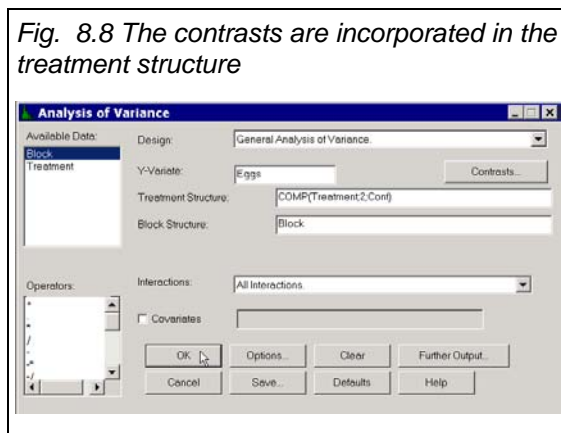 Fig. 8.8 The contrasts are incorporated in the
treatment structure
Analysis of Variance
Available Data:
Block
Treatment
Design:
General Analysis of Variance.
Y-Variate:
Eggs
Contrasts...
Treatment Structure:
COMP(Treatment;2;Cont)
Block Structure:
Block
Operators:
Interactions:
All Interactions.
Covariates
OK
Options...
Clear
Further Output...
Cancel
Save...
Defaults
Help